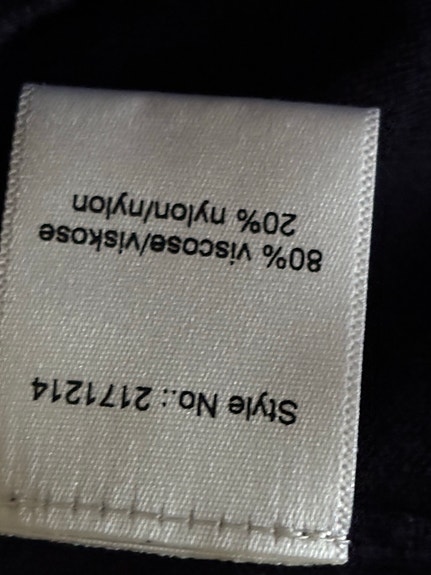 Style No.: 2171214
80% viscose/viskose
20% nylon/nylon